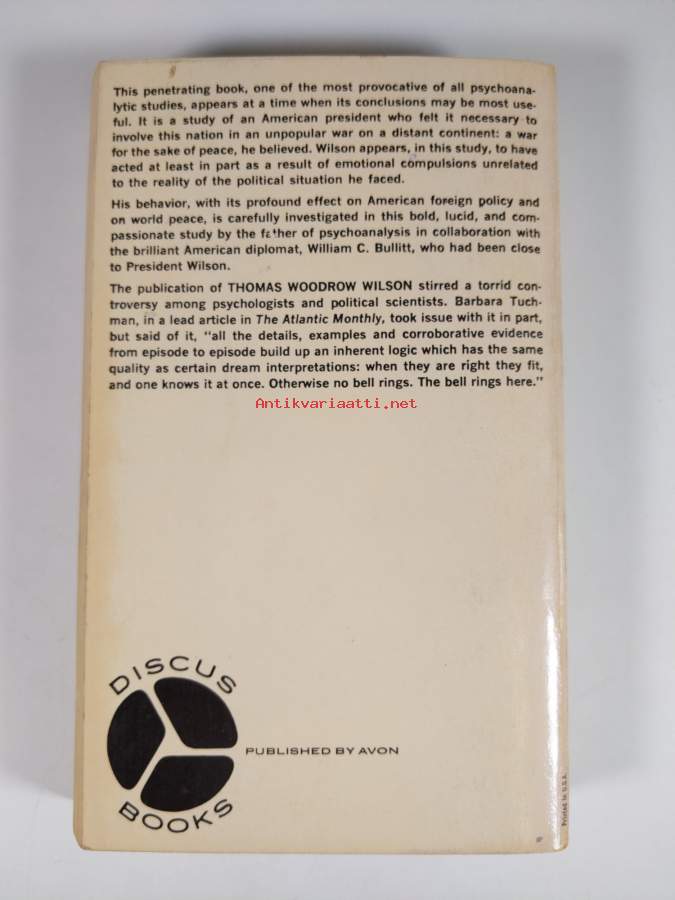 This penetrating book, one of the most provocative of all psychoana-
lytic studies, appears at a time when its conclusions may be most use-
ful. It is a study of an American president who felt it necessary to
involve this nation in an unpopular war on a distant continent: a war
for the sake of peace, he believed. Wilson appears, in this study, to have
acted at least in part as a result of emotional compulsions unrelated
to the reality of the political situation he faced.
His behavior, with its profound effect on American foreign policy and
on world peace, is carefully investigated in this bold, lucid, and com-
passionate study by the father of psychoanalysis in collaboration with
the brilliant American diplomat, William C. Bullitt, who had been close
to President Wilson.
The publication of THOMAS WOODROW WILSON stirred a torrid con-
troversy among psychologists and political scientists. Barbara Tuch-
man, in a lead article in The Atlantic Monthly, took issue with it in part,
but said of it, "all the details, examples and corroborative evidence
from episode to episode build up an inherent logic which has the same
quality as certain dream interpretations: when they are right they fit,
and one knows it at once. Otherwise no bell rings. The bell rings here."
Antikvariaatti.net
DISCUS
BOOKS
PUBLISHED BY AVON
Printed in U.S.A.